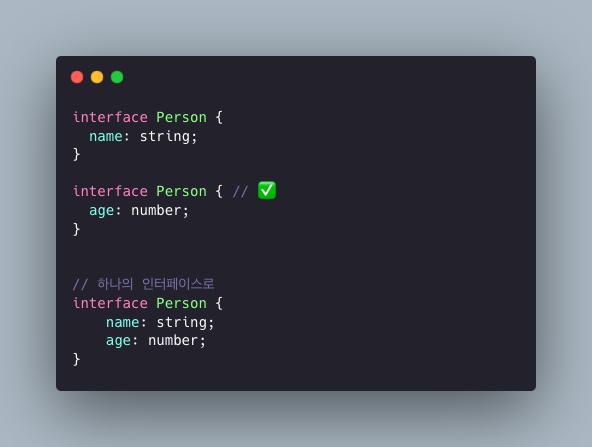 interface Person {
  name: string;
}
interface Person { // ✅
  age: number;
}
// 하나의 인터페이스로
interface Person {
    name: string;
    age: number;
}